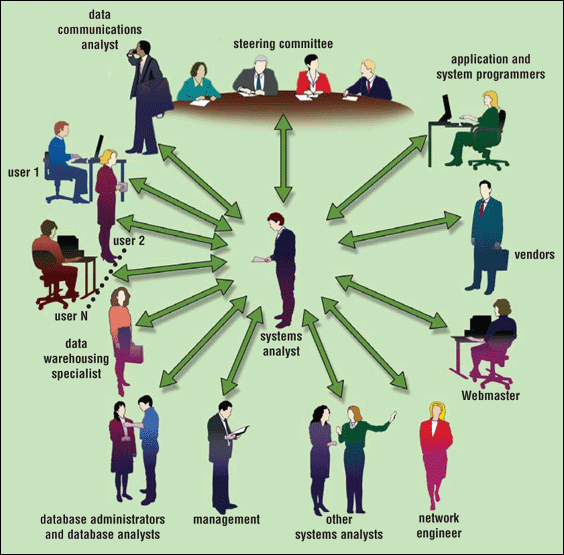 data
communications
analyst
steering committee
application and
system programmers
user 1
user 2
user N
vendors
systems
analyst
data
warehousing
specialist
Webmaster
database administrators
and database analysts
management
other
systems analysts
network
engineer